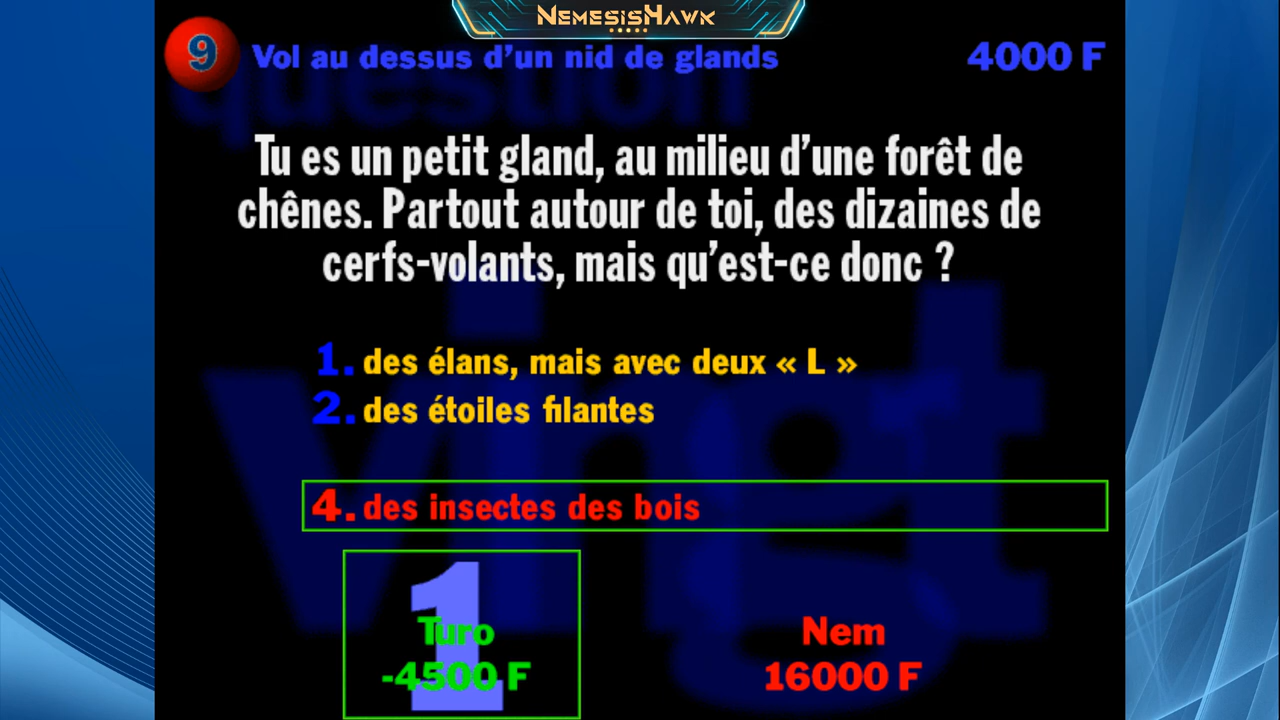 NemesisHawk
9 Vol au dessus d'un nid de glands 4000 F
question
Tu es un petit gland, au milieu d'une forêt de
chênes. Partout autour de toi, des dizaines de
cerfs-volants, mais qu'est-ce donc ?
1. des élans, mais avec deux « L »
2. des étoiles filantes
4. des insectes des bois
vingt
1
Turo Nem
-4500 F 16000 F